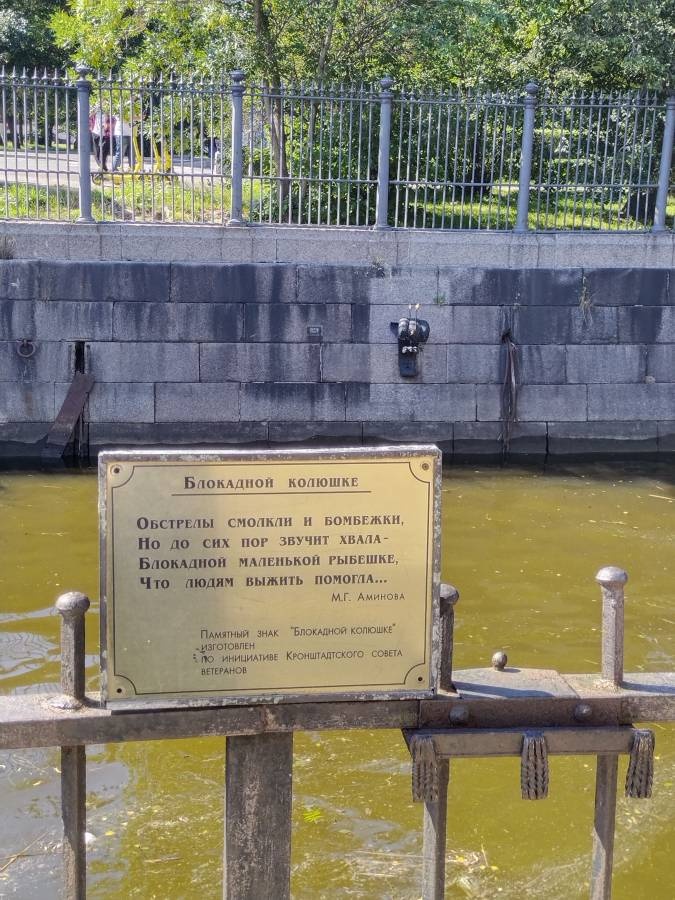 Блокадной колюшке
Обстрелы смолкли и бомбежки,
Но до сих пор звучит хвала-
Блокадной маленькой рыбешке,
Что людям выжить помогла...
М.Г. Аминова
Памятный знак "Блокадной колюшке"
изготовлен
по инициативе Кронштадтского совета
ветеранов